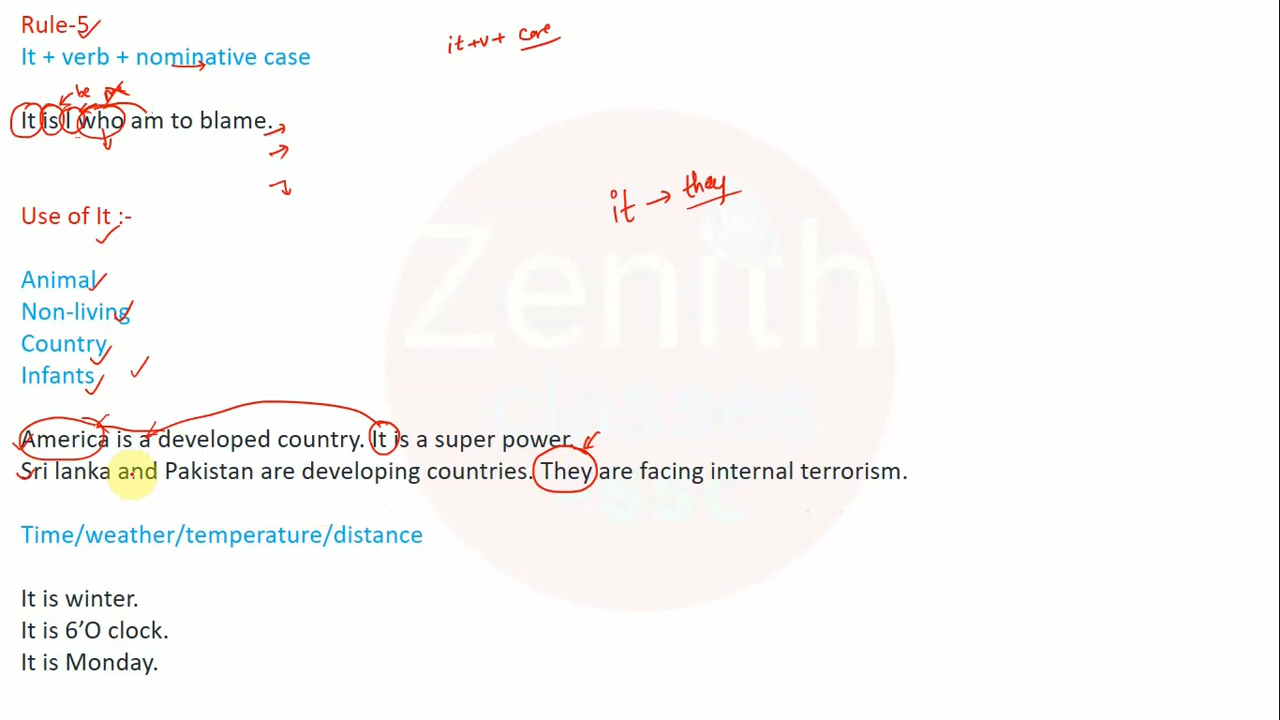 Rule-5
it+v+ case
It + verb + nominative case
be
It is I who am to blame.
it → they
Use of It :-
Animal
Non-living
Country
Infants
America is a developed country. It is a super power.
Sri lanka and Pakistan are developing countries. They are facing internal terrorism.
Time/weather/temperature/distance
It is winter.
It is 6’O clock.
It is Monday.
Zenith
classes
SSC